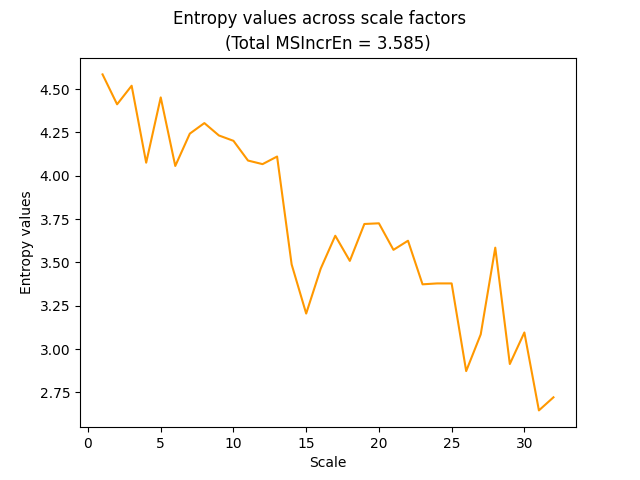 Entropy values across scale factors
(Total MSIncrEn = 3.585)
4.50
4.25
4.00
3.75
3.50
3.25
3.00
2.75
Entropy values
0 5 10 15 20 25 30
Scale